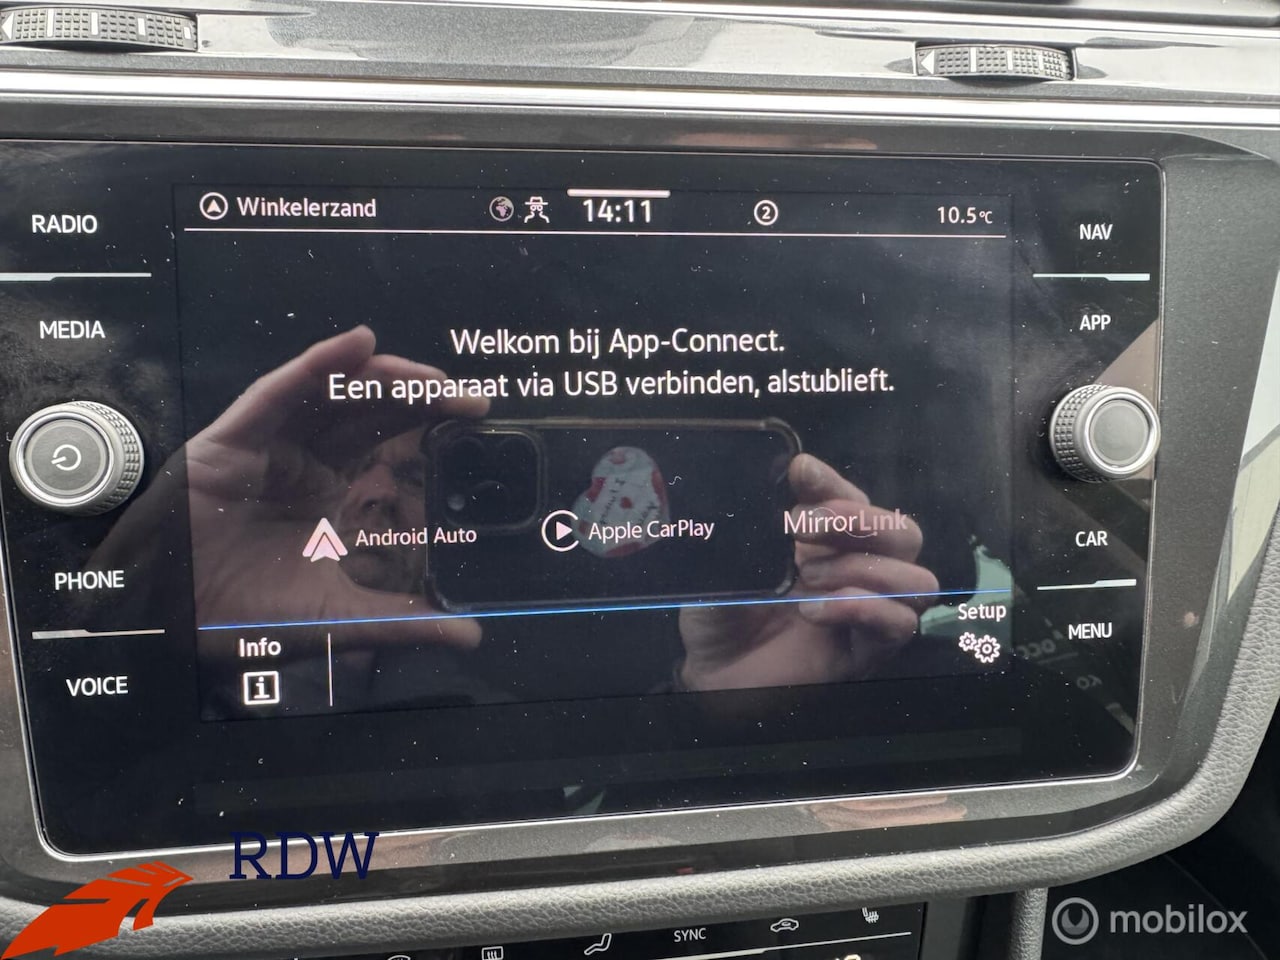 Winkelerzand
14:11
2
10.5°C
RADIO
MEDIA
PHONE
VOICE
NAV
APP
CAR
MENU
Welkom bij App-Connect.
Een apparaat via USB verbinden, alstublieft.
Android Auto
Apple CarPlay
MirrorLink
Info
Setup
RDW
SYNC
mobilox